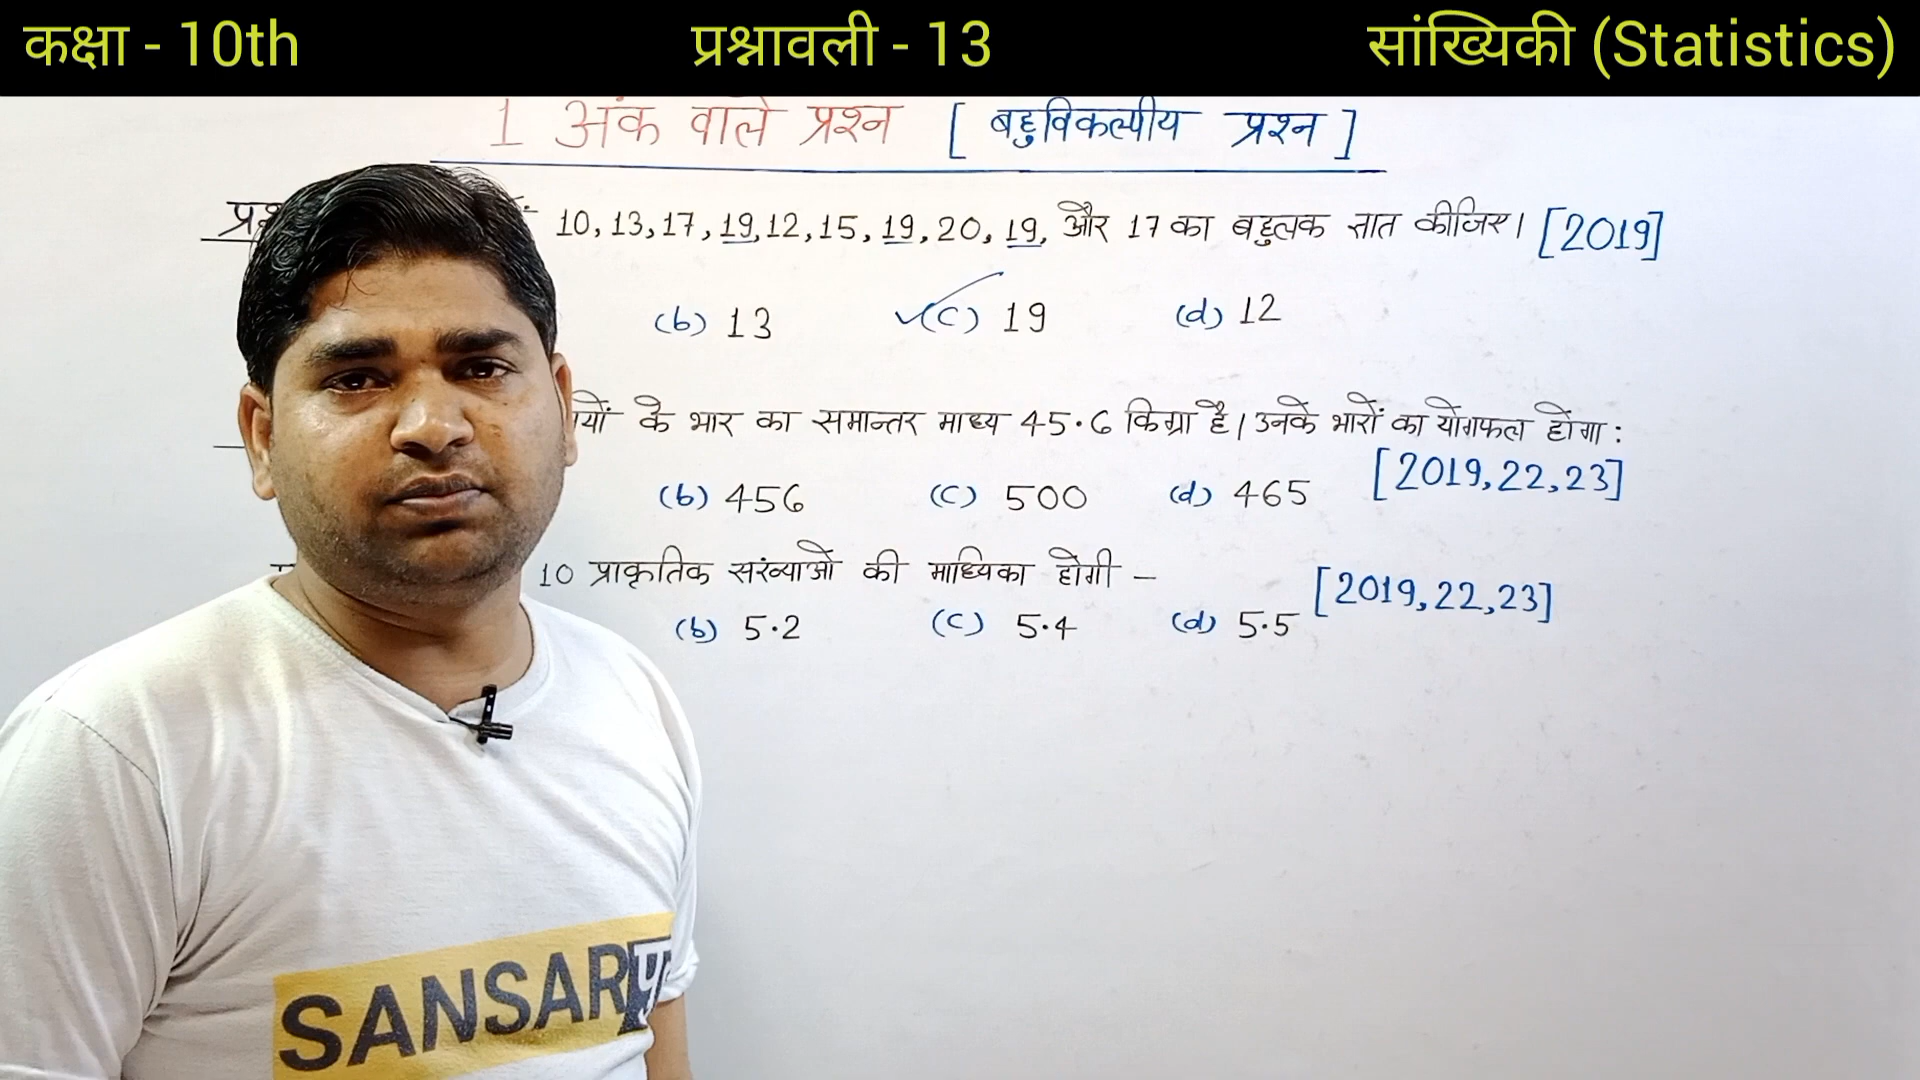 कक्षा - 10th प्रश्नावली - 13 सांख्यिकी (Statistics)
1 अंक वाले प्रश्न [ बहुविकल्पीय प्रश्न ]
10, 13, 17, 19, 12, 15, 19, 20, 19, और 17 का बहुलक ज्ञात कीजिए। [2019]
(b) 13 (c) 19 (d) 12
के भार का समान्तर माध्य 45.6 किग्रा है। उनके भारों का योगफल होगा :
(b) 456 (c) 500 (d) 465 [2019,22,23]
10 प्राकृतिक संख्याओं की माध्यिका होगी –
(b) 5.2 (c) 5.4 (d) 5.5 [2019,22,23]